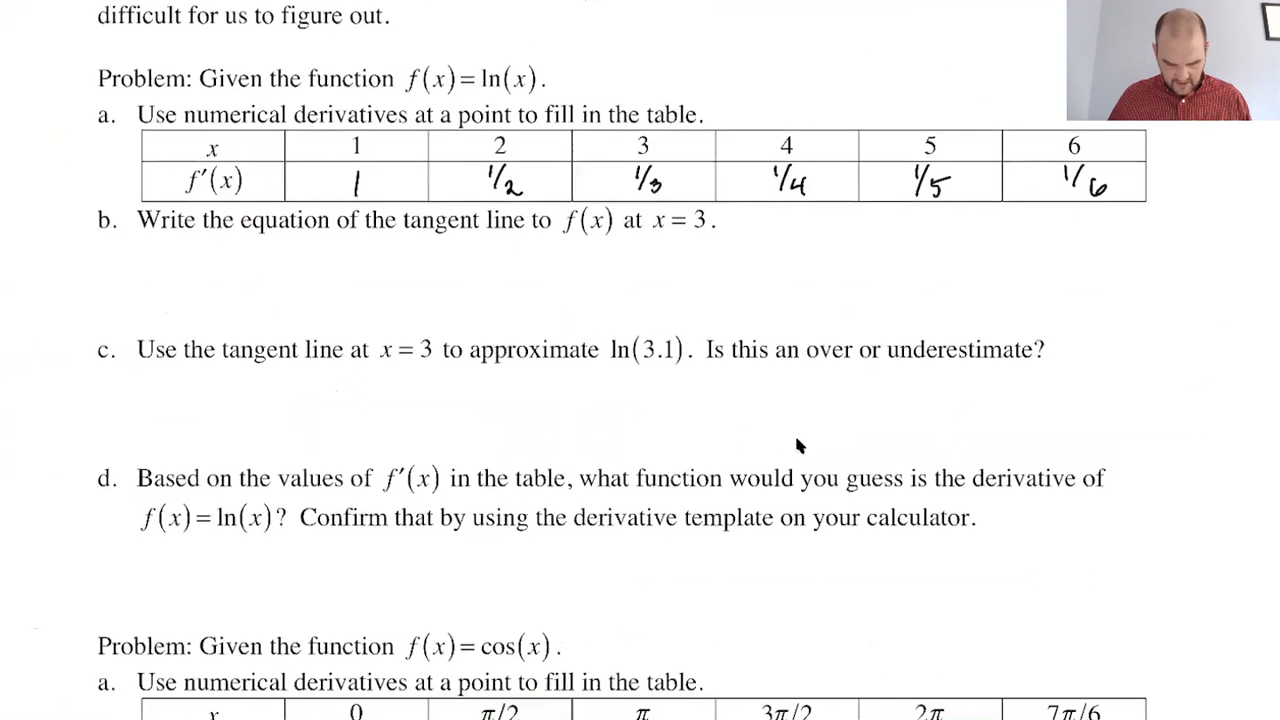 difficult for us to figure out.
Problem: Given the function f(x)=ln(x).
a. Use numerical derivatives at a point to fill in the table.
x 1 2 3 4 5 6
f′(x) 1 1/2 1/3 1/4 1/5 1/6
b. Write the equation of the tangent line to f(x) at x=3.
c. Use the tangent line at x=3 to approximate ln(3.1). Is this an over or underestimate?
d. Based on the values of f′(x) in the table, what function would you guess is the derivative of
f(x)=ln(x)? Confirm that by using the derivative template on your calculator.
Problem: Given the function f(x)=cos(x).
a. Use numerical derivatives at a point to fill in the table.
x 0 π/2 π 3π/2 2π 7π/6